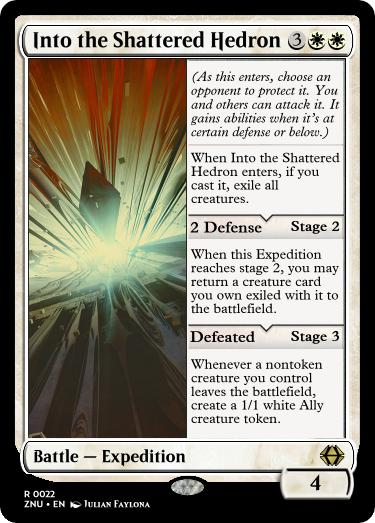 Into the Shattered Hedron 3
(As this enters, choose an
opponent to protect it. You
and others can attack it. It
gains abilities when it's at
certain defense or below.)
When Into the Shattered
Hedron enters, if you
cast it, exile all
creatures.
2 Defense Stage 2
When this Expedition
reaches stage 2, you may
return a creature card
you own exiled with it to
the battlefield.
Defeated Stage 3
Whenever a nontoken
creature you control
leaves the battlefield,
create a 1/1 white Ally
creature token.
Battle — Expedition
4
R 0022
ZNU • EN Julian Faylona